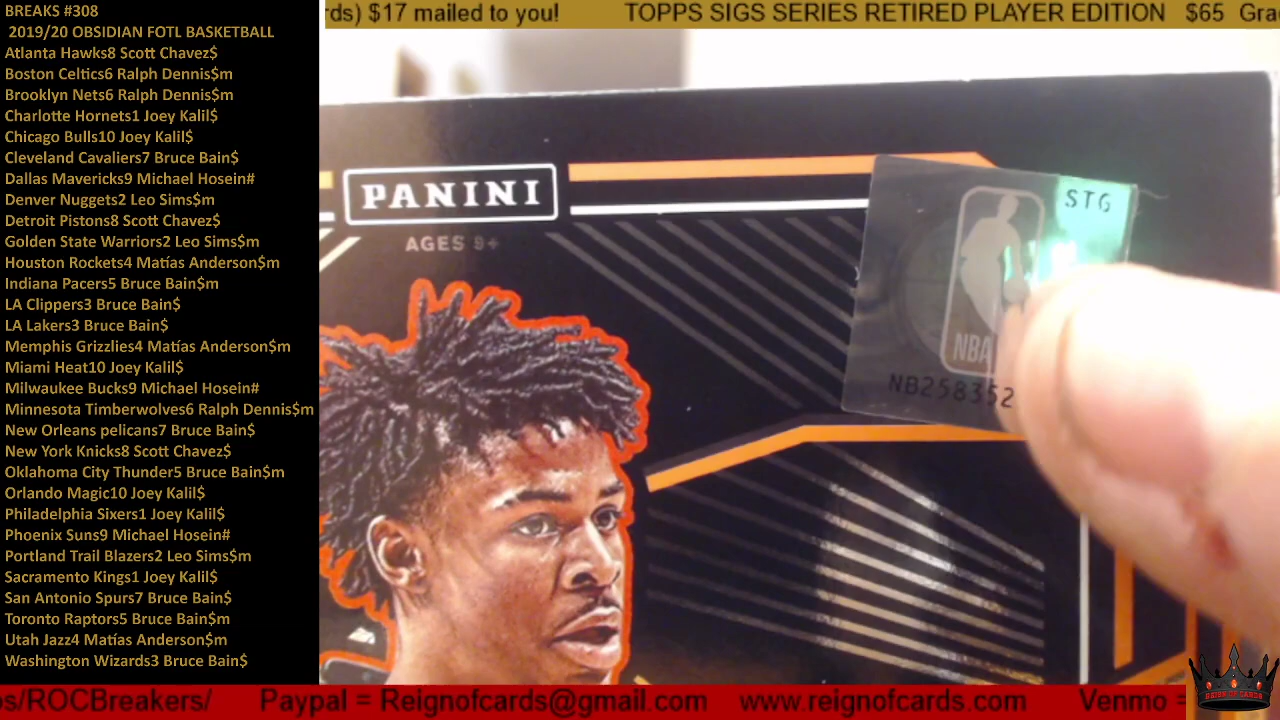 BREAKS #308
2019/20 OBSIDIAN FOTL BASKETBALL
Atlanta Hawks8 Scott Chavez$
Boston Celtics6 Ralph Dennis$m
Brooklyn Nets6 Ralph Dennis$m
Charlotte Hornets1 Joey Kalil$
Chicago Bulls10 Joey Kalil$
Cleveland Cavaliers7 Bruce Bain$
Dallas Mavericks9 Michael Hosein#
Denver Nuggets2 Leo Sims$m
Detroit Pistons8 Scott Chavez$
Golden State Warriors2 Leo Sims$m
Houston Rockets4 Matías Anderson$m
Indiana Pacers5 Bruce Bain$m
LA Clippers3 Bruce Bain$
LA Lakers3 Bruce Bain$
Memphis Grizzlies4 Matías Anderson$m
Miami Heat10 Joey Kalil$
Milwaukee Bucks9 Michael Hosein#
Minnesota Timberwolves6 Ralph Dennis$m
New Orleans pelicans7 Bruce Bain$
New York Knicks8 Scott Chavez$
Oklahoma City Thunder5 Bruce Bain$m
Orlando Magic10 Joey Kalil$
Philadelphia Sixers1 Joey Kalil$
Phoenix Suns9 Michael Hosein#
Portland Trail Blazers2 Leo Sims$m
Sacramento Kings1 Joey Kalil$
San Antonio Spurs7 Bruce Bain$
Toronto Raptors5 Bruce Bain$m
Utah Jazz4 Matías Anderson$m
Washington Wizards3 Bruce Bain$
rds) $17 mailed to you! TOPPS SIGS SERIES RETIRED PLAYER EDITION $65 Gra
PANINI
AGES 9+
STG
NBA
NB258352
s/ROCBreakers/ Paypal = Reignofcards@gmail.com www.reignofcards.com Venmo =
REIGN OF CARDS